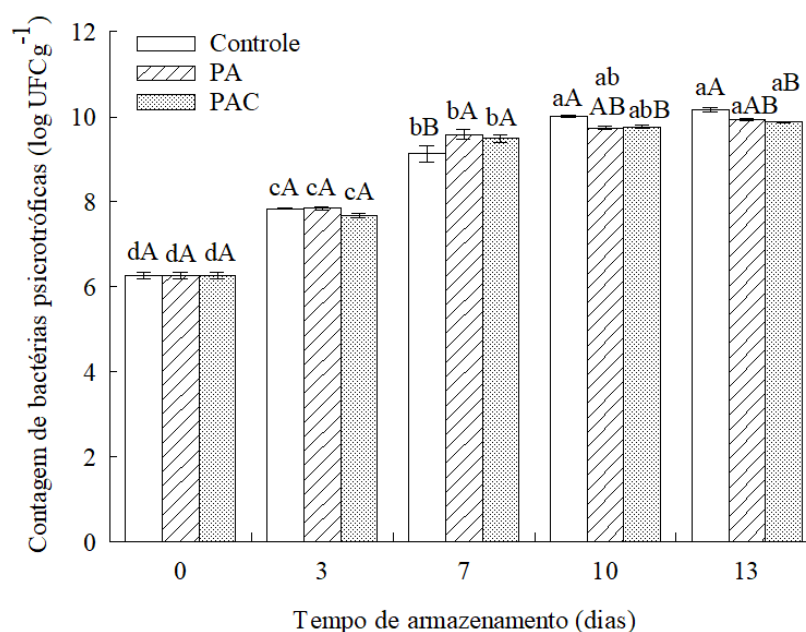 Contagem de bactérias psicrotróficas (log UFCg⁻¹)
12
10
8
6
4
2
0
Controle
PA
PAC
dA dA dA
cA cA cA
bB bA bA
aA ab AB abB
aA aAB aB
0 3 7 10 13
Tempo de armazenamento (dias)